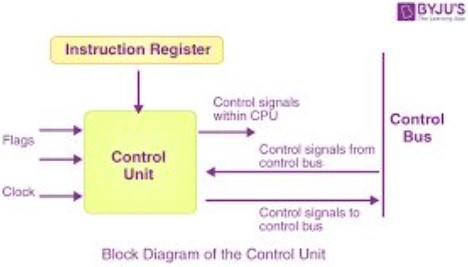 BYJU'S
The Learning App
Instruction Register
Control signals
within CPU
Control
Bus
Flags
Control
Unit
Control signals from
control bus
Clock
Control signals to
control bus
Block Diagram of the Control Unit